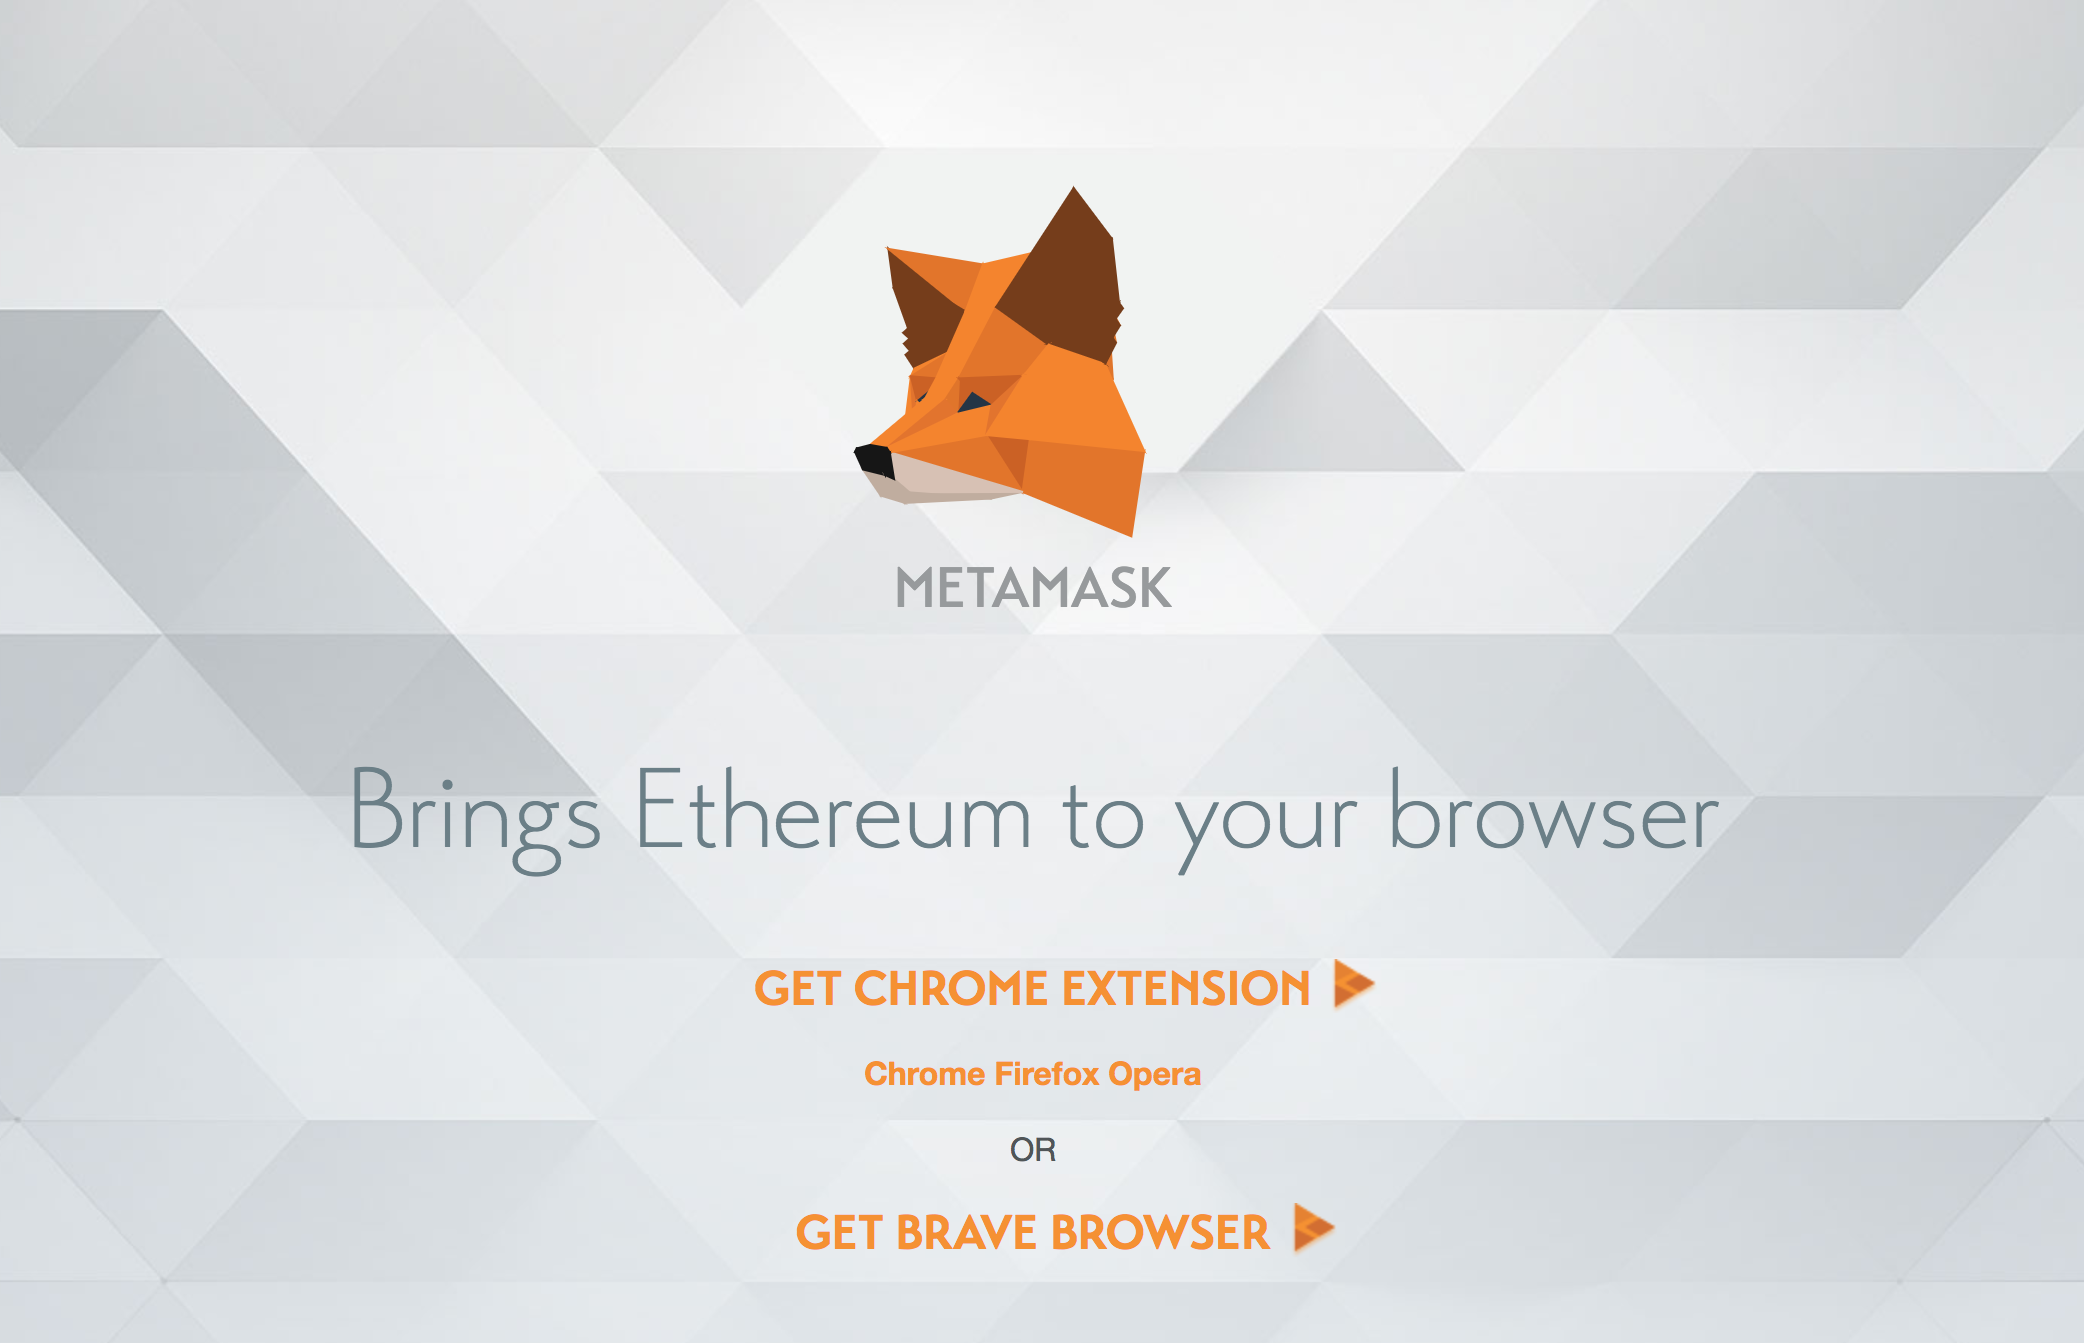 METAMASK
Brings Ethereum to your browser
GET CHROME EXTENSION
Chrome Firefox Opera
OR
GET BRAVE BROWSER